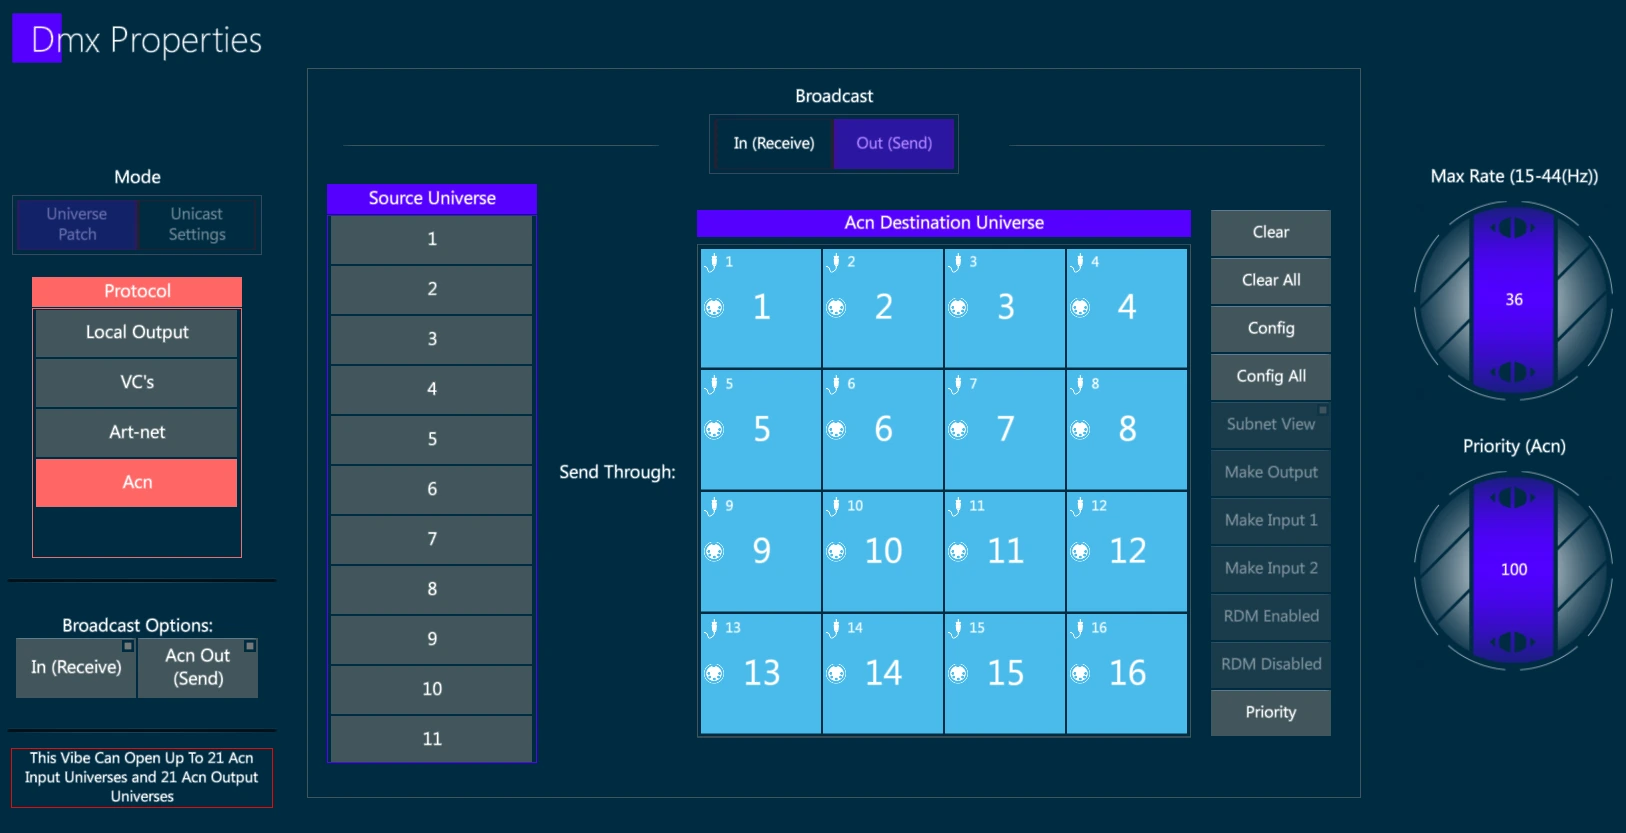 Dmx Properties
Mode
Universe
Patch
Unicast
Settings
Protocol
Local Output
VC's
Art-net
Acn
Broadcast Options:
In (Receive)
Acn Out
(Send)
This Vibe Can Open Up To 21 Acn
Input Universes and 21 Acn Output
Universes
Broadcast
In (Receive)
Out (Send)
Source Universe
1
2
3
4
5
6
7
8
9
10
11
Send Through:
Acn Destination Universe
1
1
2
2
3
3
4
4
5
5
6
6
7
7
8
8
9
9
10
10
11
11
12
12
13
13
14
14
15
15
16
16
Clear
Clear All
Config
Config All
Subnet View
Make Output
Make Input 1
Make Input 2
RDM Enabled
RDM Disabled
Priority
Max Rate (15-44(Hz))
36
Priority (Acn)
100